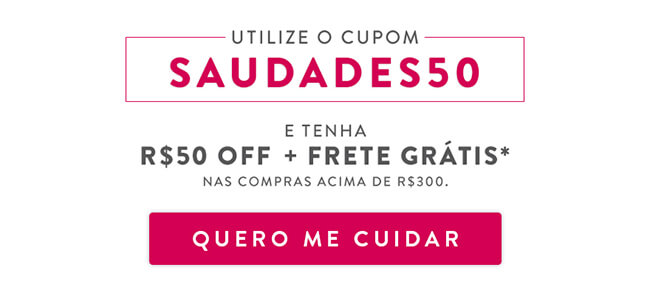 UTILIZE O CUPOM
SAUDADES50
E TENHA
R$50 OFF + FRETE GRÁTIS*
NAS COMPRAS ACIMA DE R$300.
QUERO ME CUIDAR